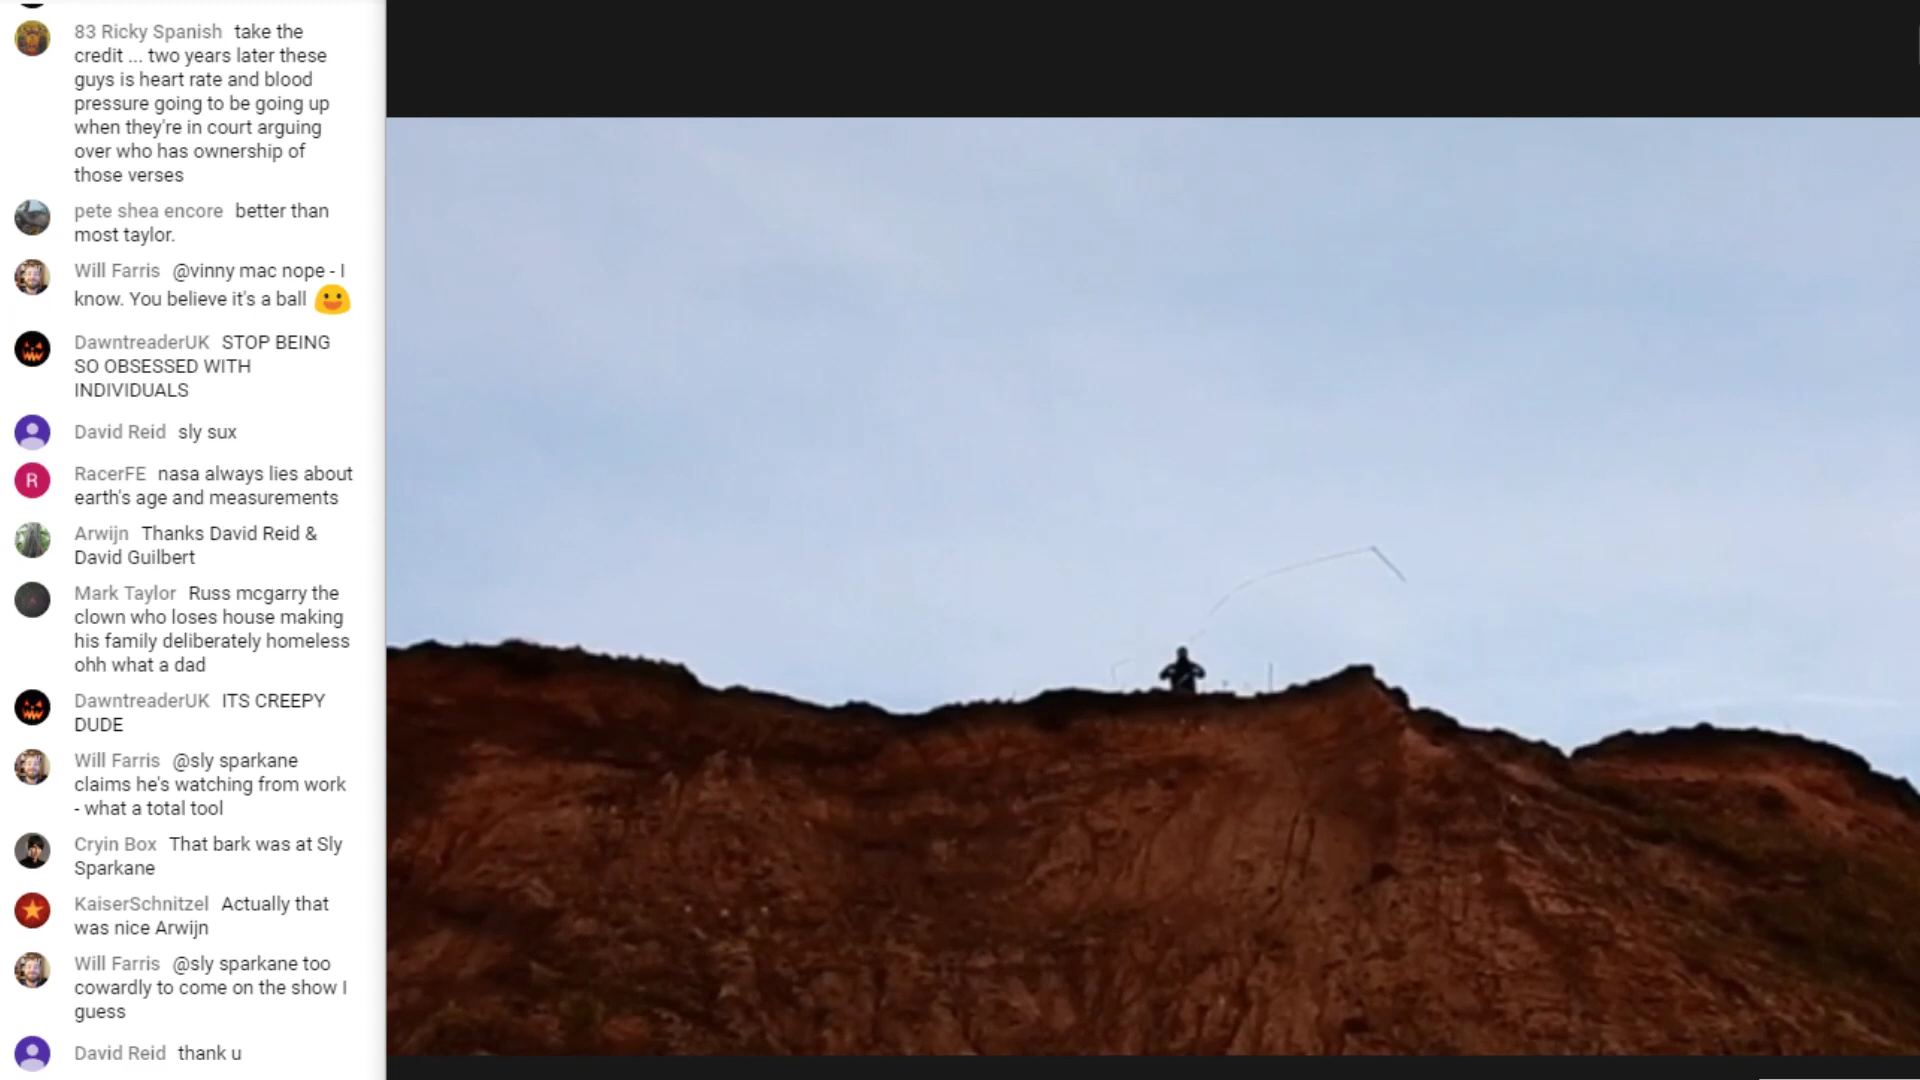 83 Ricky Spanish take the
credit ... two years later these
guys is heart rate and blood
pressure going to be going up
when they're in court arguing
over who has ownership of
those verses
pete shea encore better than
most taylor.
Will Farris @vinny mac nope - I
know. You believe it's a ball
DawntreaderUK STOP BEING
SO OBSESSED WITH
INDIVIDUALS
David Reid sly sux
R
RacerFE nasa always lies about
earth's age and measurements
Arwijn Thanks David Reid &
David Guilbert
Mark Taylor Russ mcgarry the
clown who loses house making
his family deliberately homeless
ohh what a dad
DawntreaderUK ITS CREEPY
DUDE
Will Farris @sly sparkane
claims he's watching from work
- what a total tool
Cryin Box That bark was at Sly
Sparkane
KaiserSchnitzel Actually that
was nice Arwijn
Will Farris @sly sparkane too
cowardly to come on the show I
guess
David Reid thank u